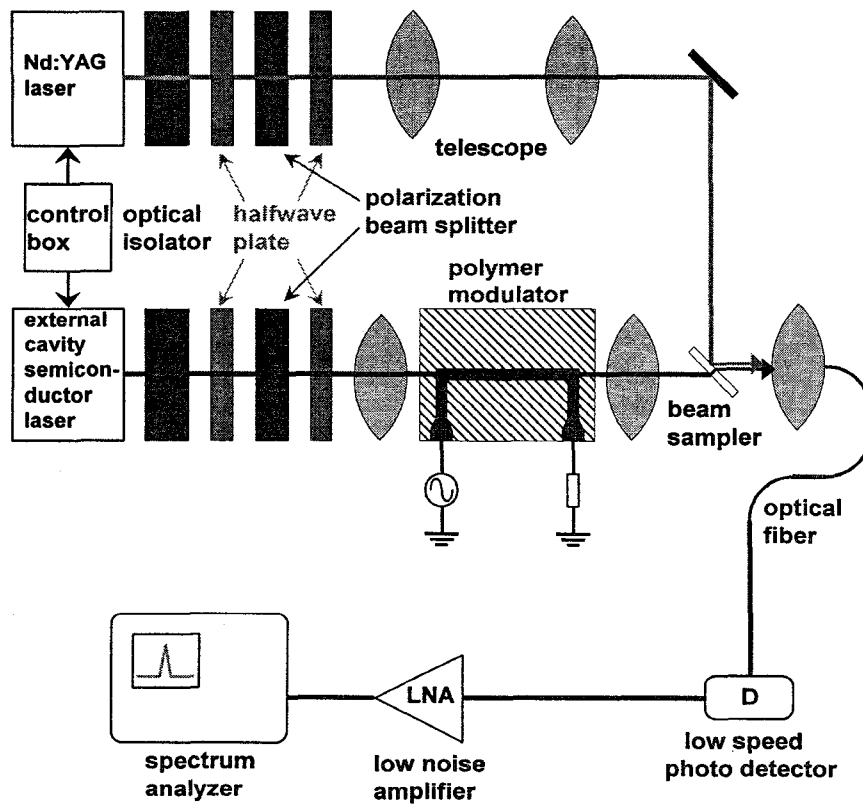 Nd:YAG
laser
telescope
control
box
optical
isolator
halfwave
plate
polarization
beam splitter
polymer
modulator
external
cavity
semicon-
ductor
laser
beam
sampler
optical
fiber
LNA
D
spectrum
analyzer
low noise
amplifier
low speed
photo detector